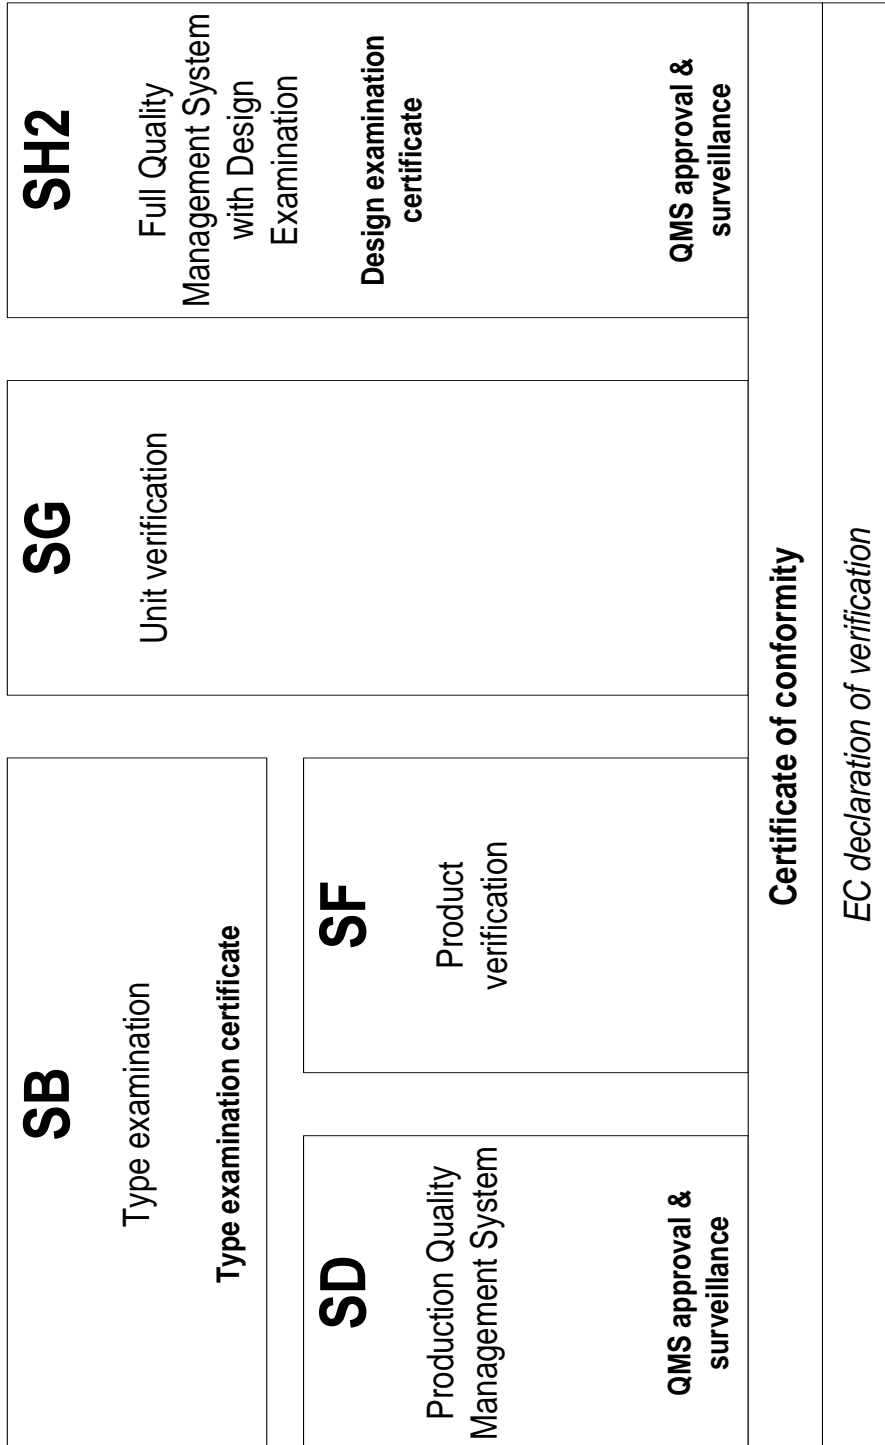 SB
Type examination
Type examination certificate
SD
Production Quality
Management System
QMS approval &
surveillance
SF
Product
verification
SG
Unit verification
SH2
Full Quality
Management System
with Design
Examination
Design examination
certificate
QMS approval &
surveillance
Certificate of conformity
EC declaration of verification